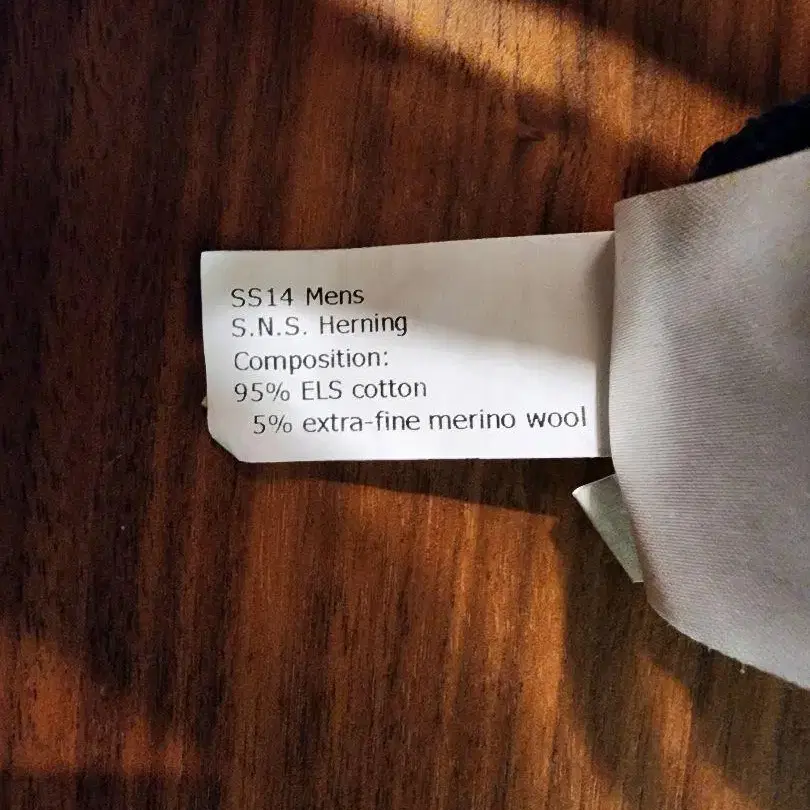 SS14 Mens
S.N.S. Herning
Composition:
95% ELS cotton
5% extra-fine merino wool